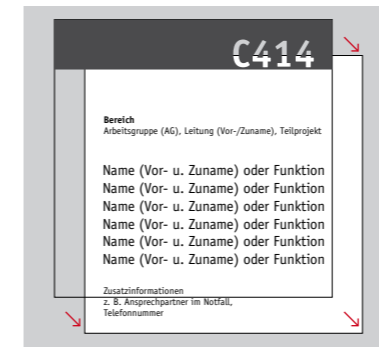 C414
Bereich
Arbeitsgruppe (AG), Leitung (Vor-/Zuname), Teilprojekt
Name (Vor- u. Zuname) oder Funktion
Name (Vor- u. Zuname) oder Funktion
Name (Vor- u. Zuname) oder Funktion
Name (Vor- u. Zuname) oder Funktion
Name (Vor- u. Zuname) oder Funktion
Name (Vor- u. Zuname) oder Funktion
Zusatzinformationen
z. B. Ansprechpartner im Notfall,
Telefonnummer